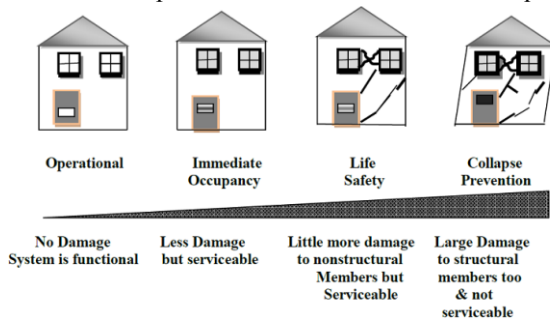 Operational
Immediate
Occupancy
Life
Safety
Collapse
Prevention
No Damage
System is functional
Less Damage
but serviceable
Little more damage
to nonstructural
Members but
Serviceable
Large Damage
to structural
members too
& not
serviceable